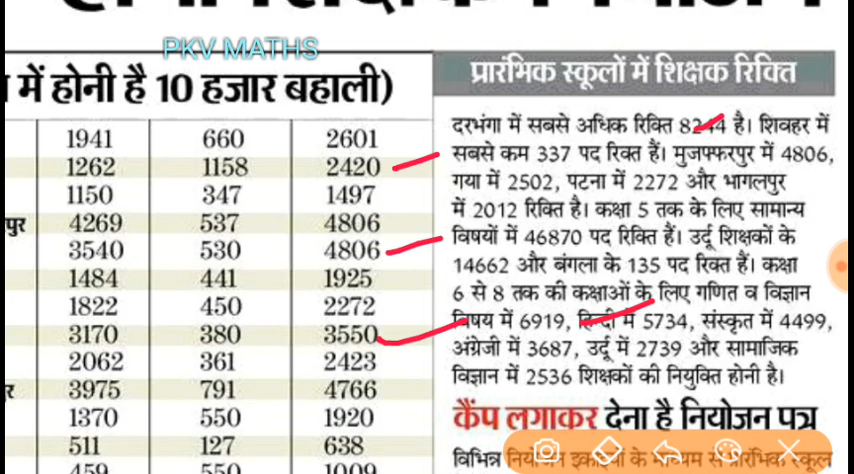 PKV MATHS
में होनी है 10 हजार बहाली)
1941 660 2601
1262 1158 2420
1150 347 1497
पुर 4269 537 4806
3540 530 4806
1484 441 1925
1822 450 2272
3170 380 3550
2062 361 2423
र 3975 791 4766
1370 550 1920
511 127 638
459 550 1009
प्रारंभिक स्कूलों में शिक्षक रिक्ति
दरभंगा में सबसे अधिक रिक्ति 8244 है। शिवहर में
सबसे कम 337 पद रिक्त हैं। मुजफ्फरपुर में 4806,
गया में 2502, पटना में 2272 और भागलपुर
में 2012 रिक्ति है। कक्षा 5 तक के लिए सामान्य
विषयों में 46870 पद रिक्ति हैं। उर्दू शिक्षकों के
14662 और बंगला के 135 पद रिक्त हैं। कक्षा
6 से 8 तक की कक्षाओं के लिए गणित व विज्ञान
विषय में 6919, हिन्दी में 5734, संस्कृत में 4499,
अंग्रेजी में 3687, उर्दू में 2739 और सामाजिक
विज्ञान में 2536 शिक्षकों की नियुक्ति होनी है।
कैंप लगाकर देना है नियोजन पत्र
विभिन्न नियोजन इकाइयों के माध्यम से प्रारंभिक स्कूल